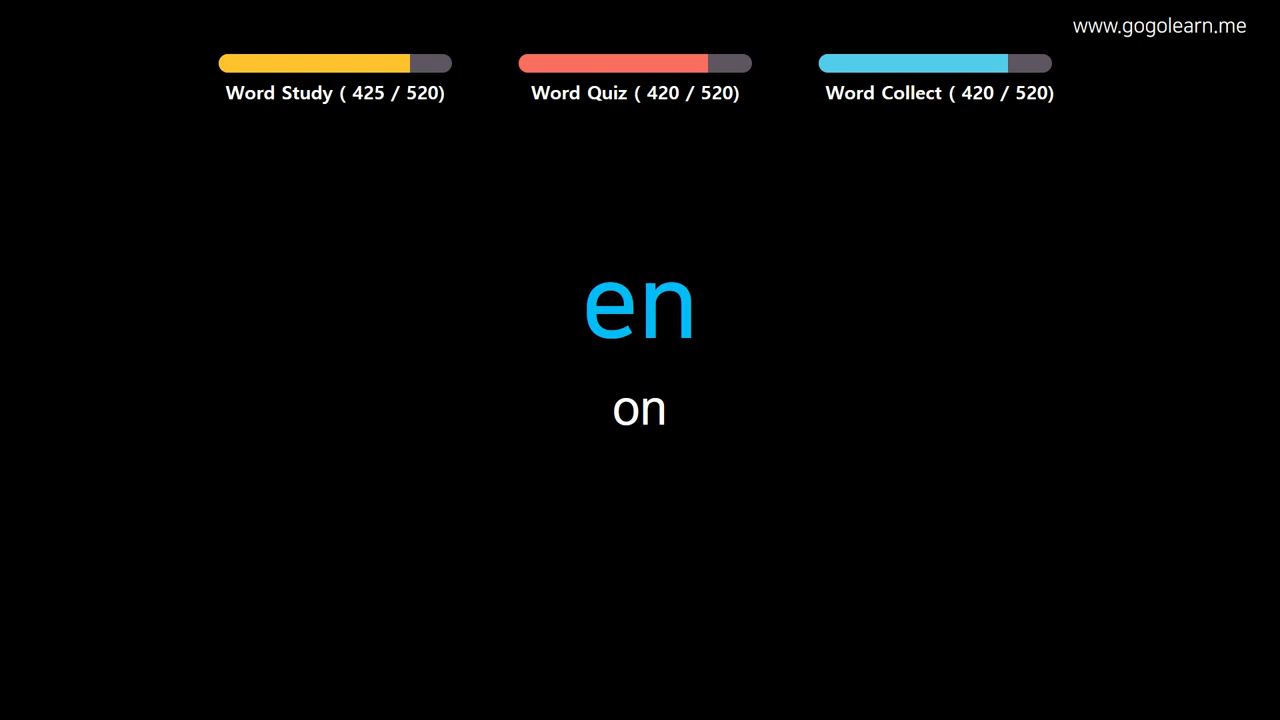 www.gogolearn.me
Word Study ( 425 / 520)
Word Quiz ( 420 / 520)
Word Collect ( 420 / 520)
en
on